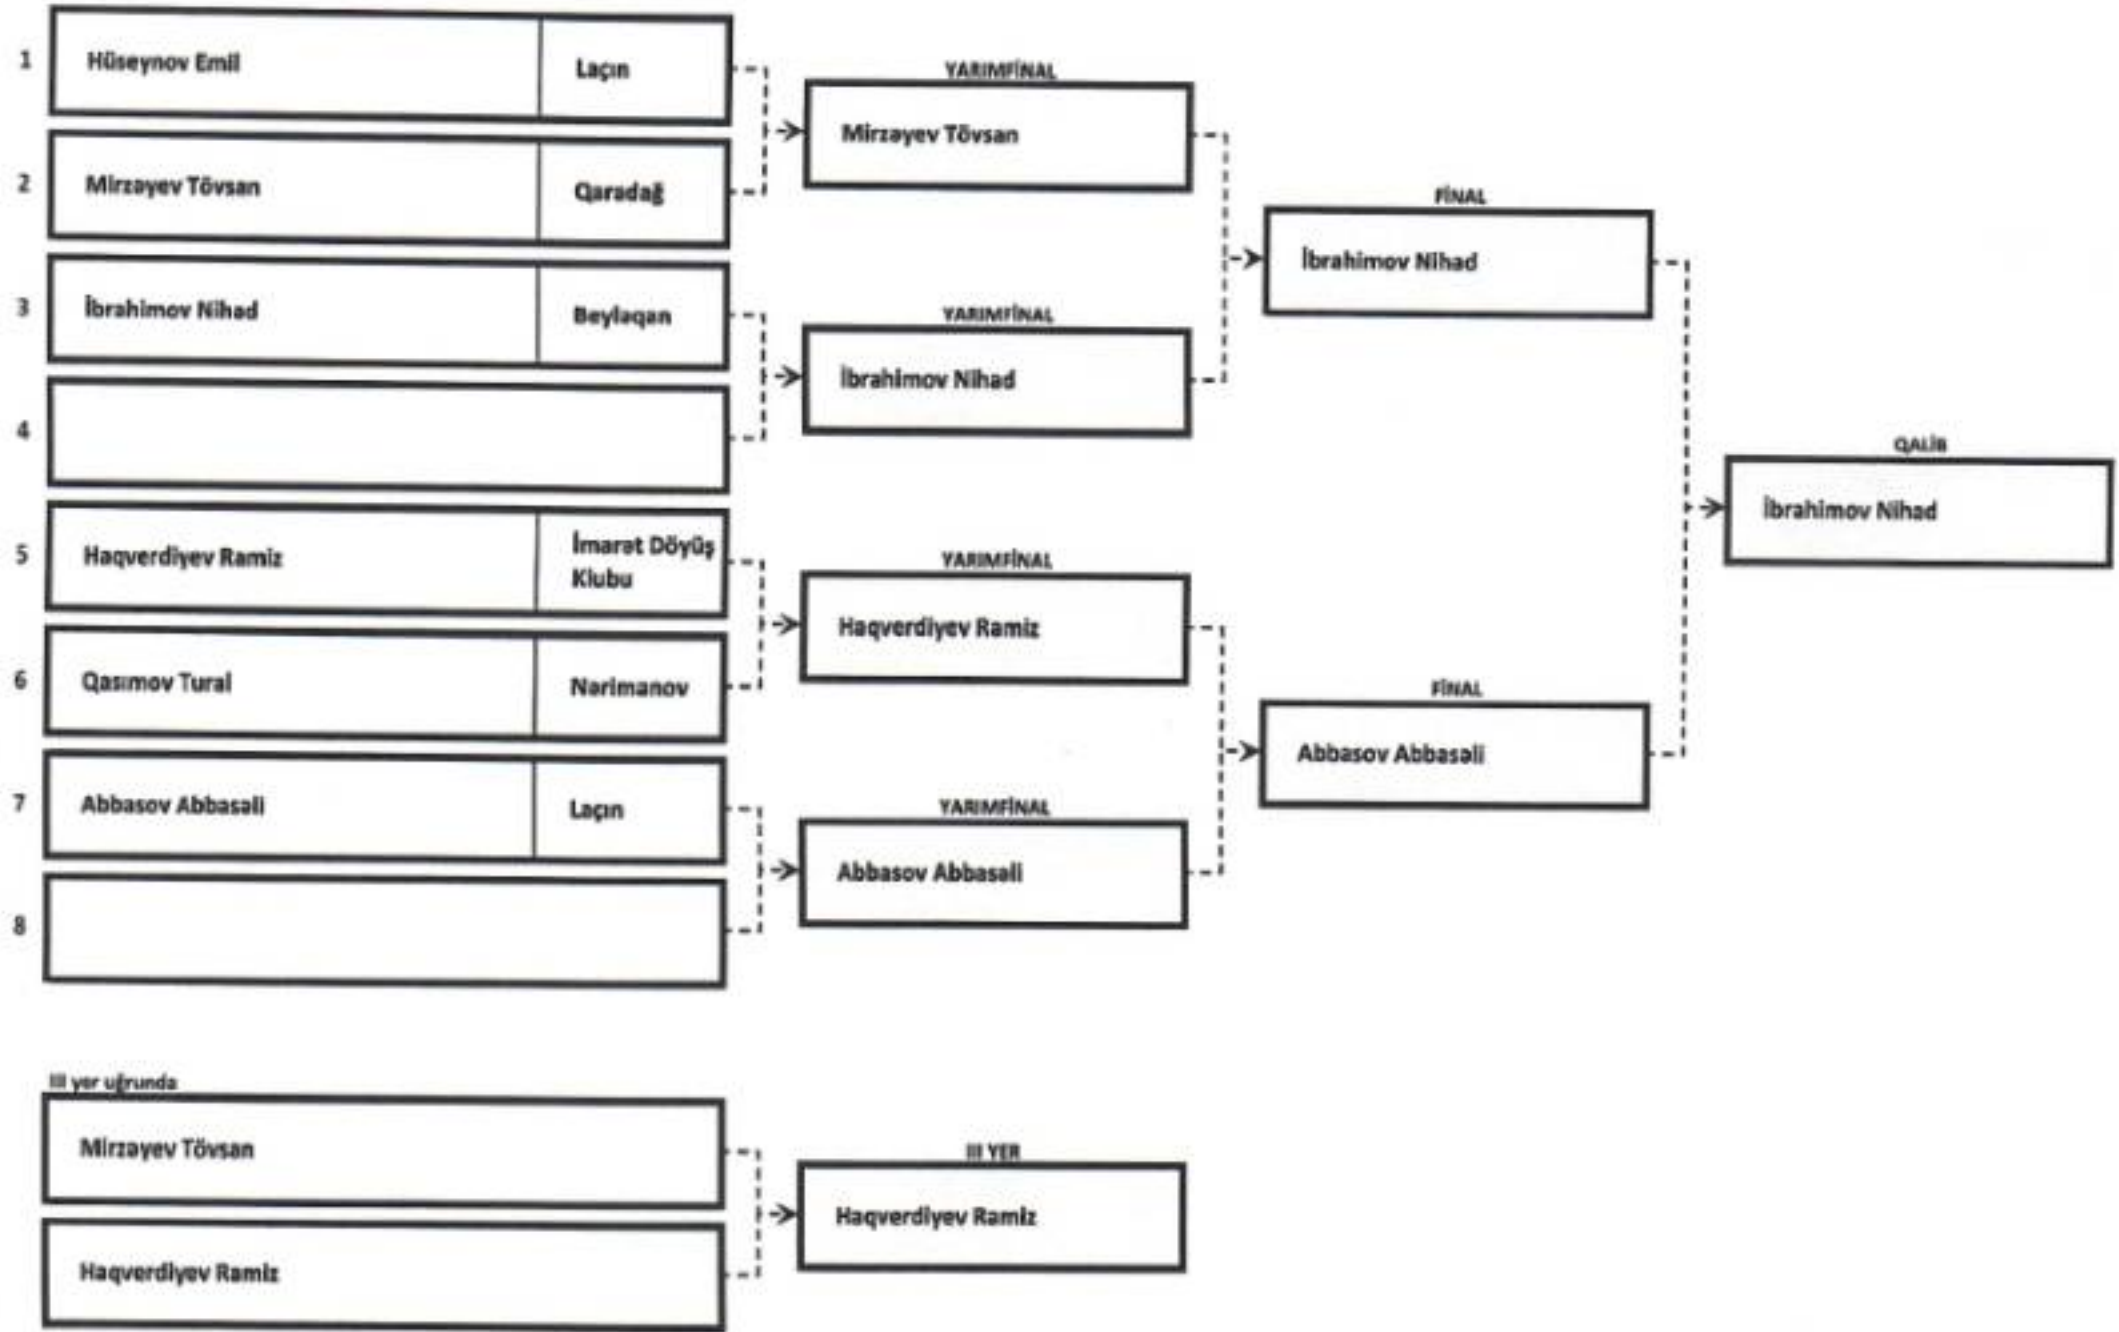 1
Hüseynov Emil
Laçın
2
Mirzəyev Tövsan
Qaradağ
3
İbrahimov Nihad
Beyləqan
4
5
Haqverdiyev Ramiz
İmarət Döyüş
Klubu
6
Qasımov Tural
Nərimanov
7
Abbasov Abbasəli
Laçın
8
YARIMFİNAL
Mirzəyev Tövsan
YARIMFİNAL
İbrahimov Nihad
YARIMFİNAL
Haqverdiyev Ramiz
YARIMFİNAL
Abbasov Abbasəli
FİNAL
İbrahimov Nihad
FİNAL
Abbasov Abbasəli
QALİB
İbrahimov Nihad
III yer uğrunda
Mirzəyev Tövsan
Haqverdiyev Ramiz
III YER
Haqverdiyev Ramiz